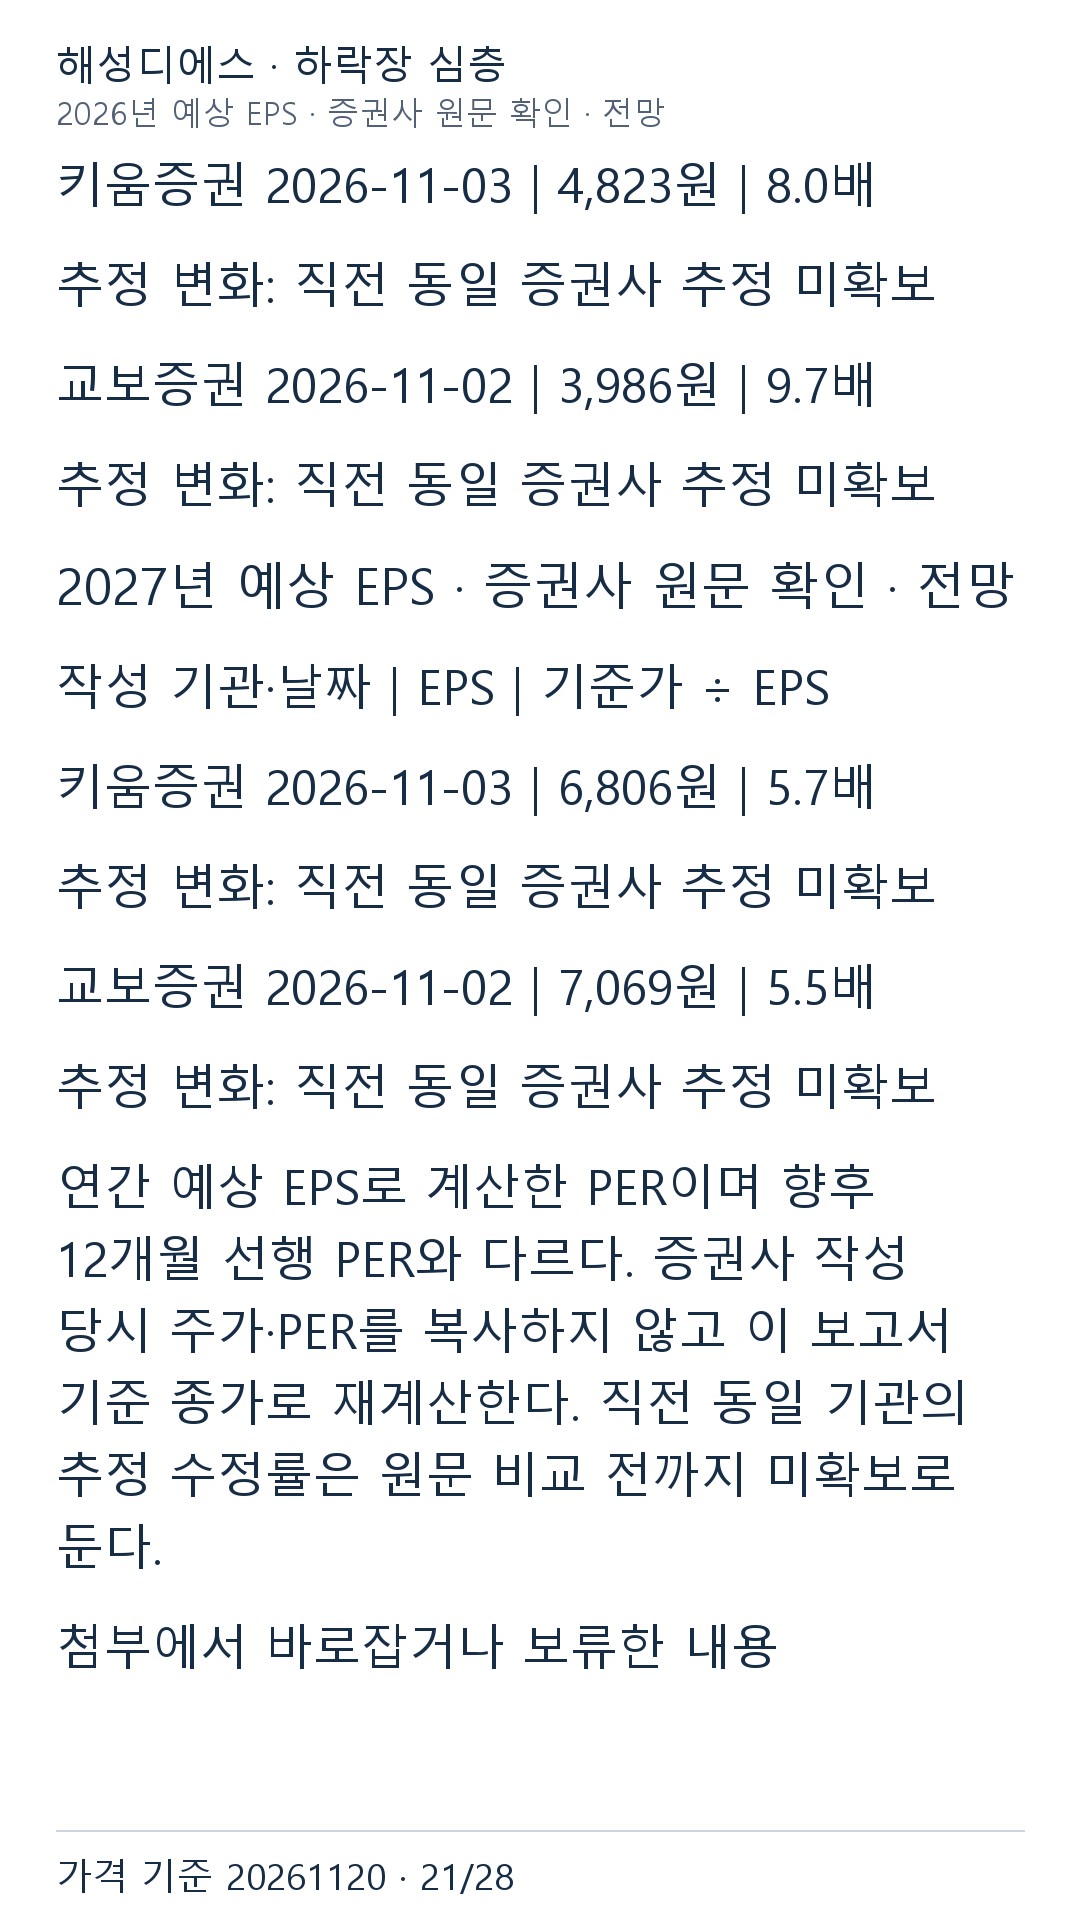 해성디에스 · 하락장 심층
2026년 예상 EPS · 증권사 원문 확인 · 전망
키움증권 2026-11-03 | 4,823원 | 8.0배
추정 변화: 직전 동일 증권사 추정 미확보
교보증권 2026-11-02 | 3,986원 | 9.7배
추정 변화: 직전 동일 증권사 추정 미확보
2027년 예상 EPS · 증권사 원문 확인 · 전망
작성 기관·날짜 | EPS | 기준가 ÷ EPS
키움증권 2026-11-03 | 6,806원 | 5.7배
추정 변화: 직전 동일 증권사 추정 미확보
교보증권 2026-11-02 | 7,069원 | 5.5배
추정 변화: 직전 동일 증권사 추정 미확보
연간 예상 EPS로 계산한 PER이며 향후
12개월 선행 PER와 다르다. 증권사 작성
당시 주가·PER를 복사하지 않고 이 보고서
기준 종가로 재계산한다. 직전 동일 기관의
추정 수정률은 원문 비교 전까지 미확보로
둔다.
첨부에서 바로잡거나 보류한 내용
가격 기준 20261120 · 21/28